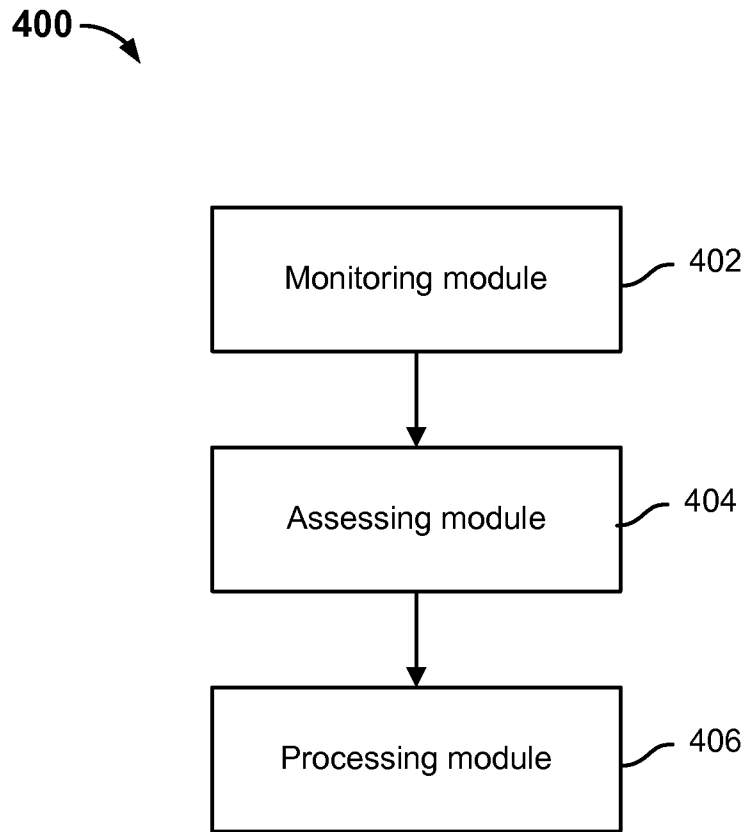 400
Monitoring module
402
Assessing module
404
Processing module
406